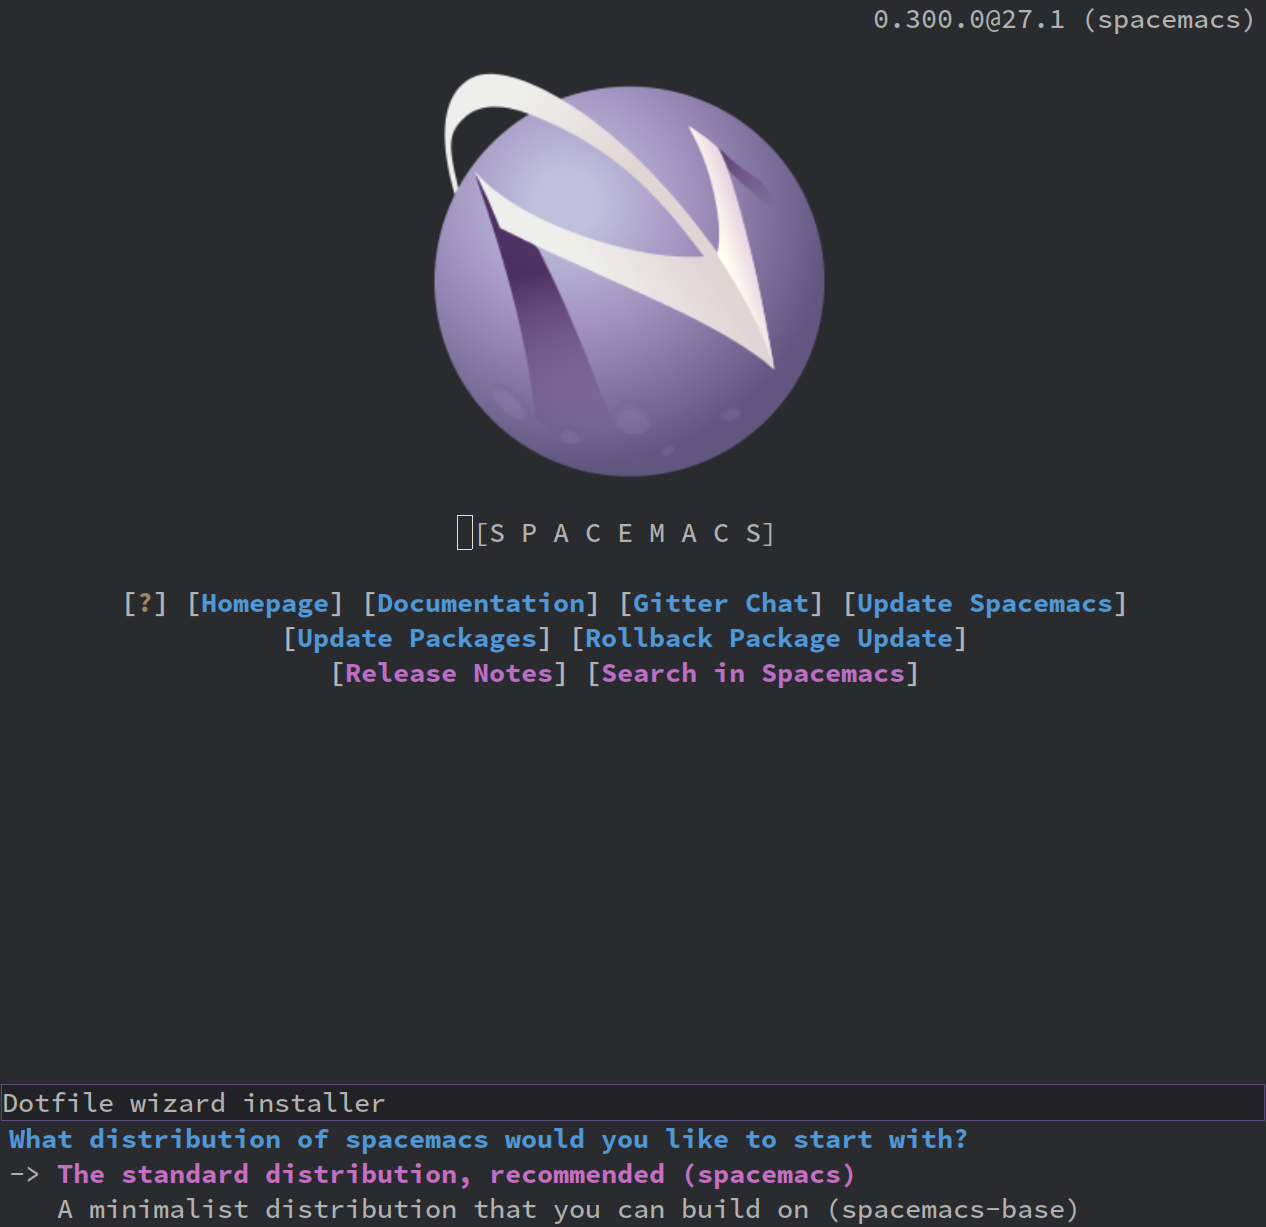 0.300.0@27.1 (spacemacs)
[S P A C E M A C S]
[?] [Homepage] [Documentation] [Gitter Chat] [Update Spacemacs]
[Update Packages] [Rollback Package Update]
[Release Notes] [Search in Spacemacs]
Dotfile wizard installer
What distribution of spacemacs would you like to start with?
-> The standard distribution, recommended (spacemacs)
A minimalist distribution that you can build on (spacemacs-base)